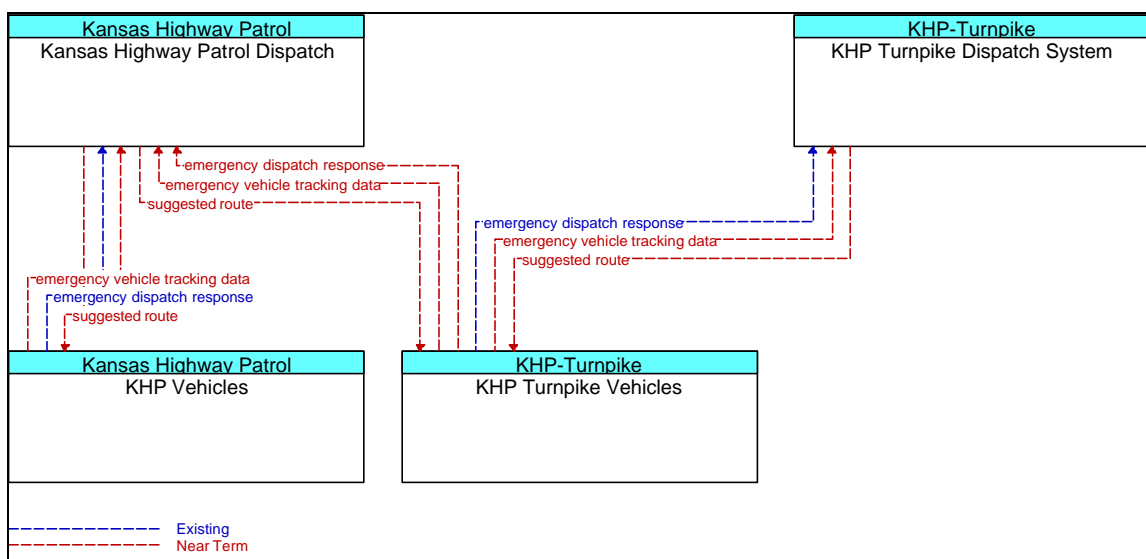 Kansas Highway Patrol
Kansas Highway Patrol Dispatch
KHP-Turnpike
KHP Turnpike Dispatch System
emergency dispatch response
emergency vehicle tracking data
suggested route
emergency dispatch response
emergency vehicle tracking data
suggested route
emergency vehicle tracking data
emergency dispatch response
suggested route
Kansas Highway Patrol
KHP Vehicles
KHP-Turnpike
KHP Turnpike Vehicles
Existing
Near Term